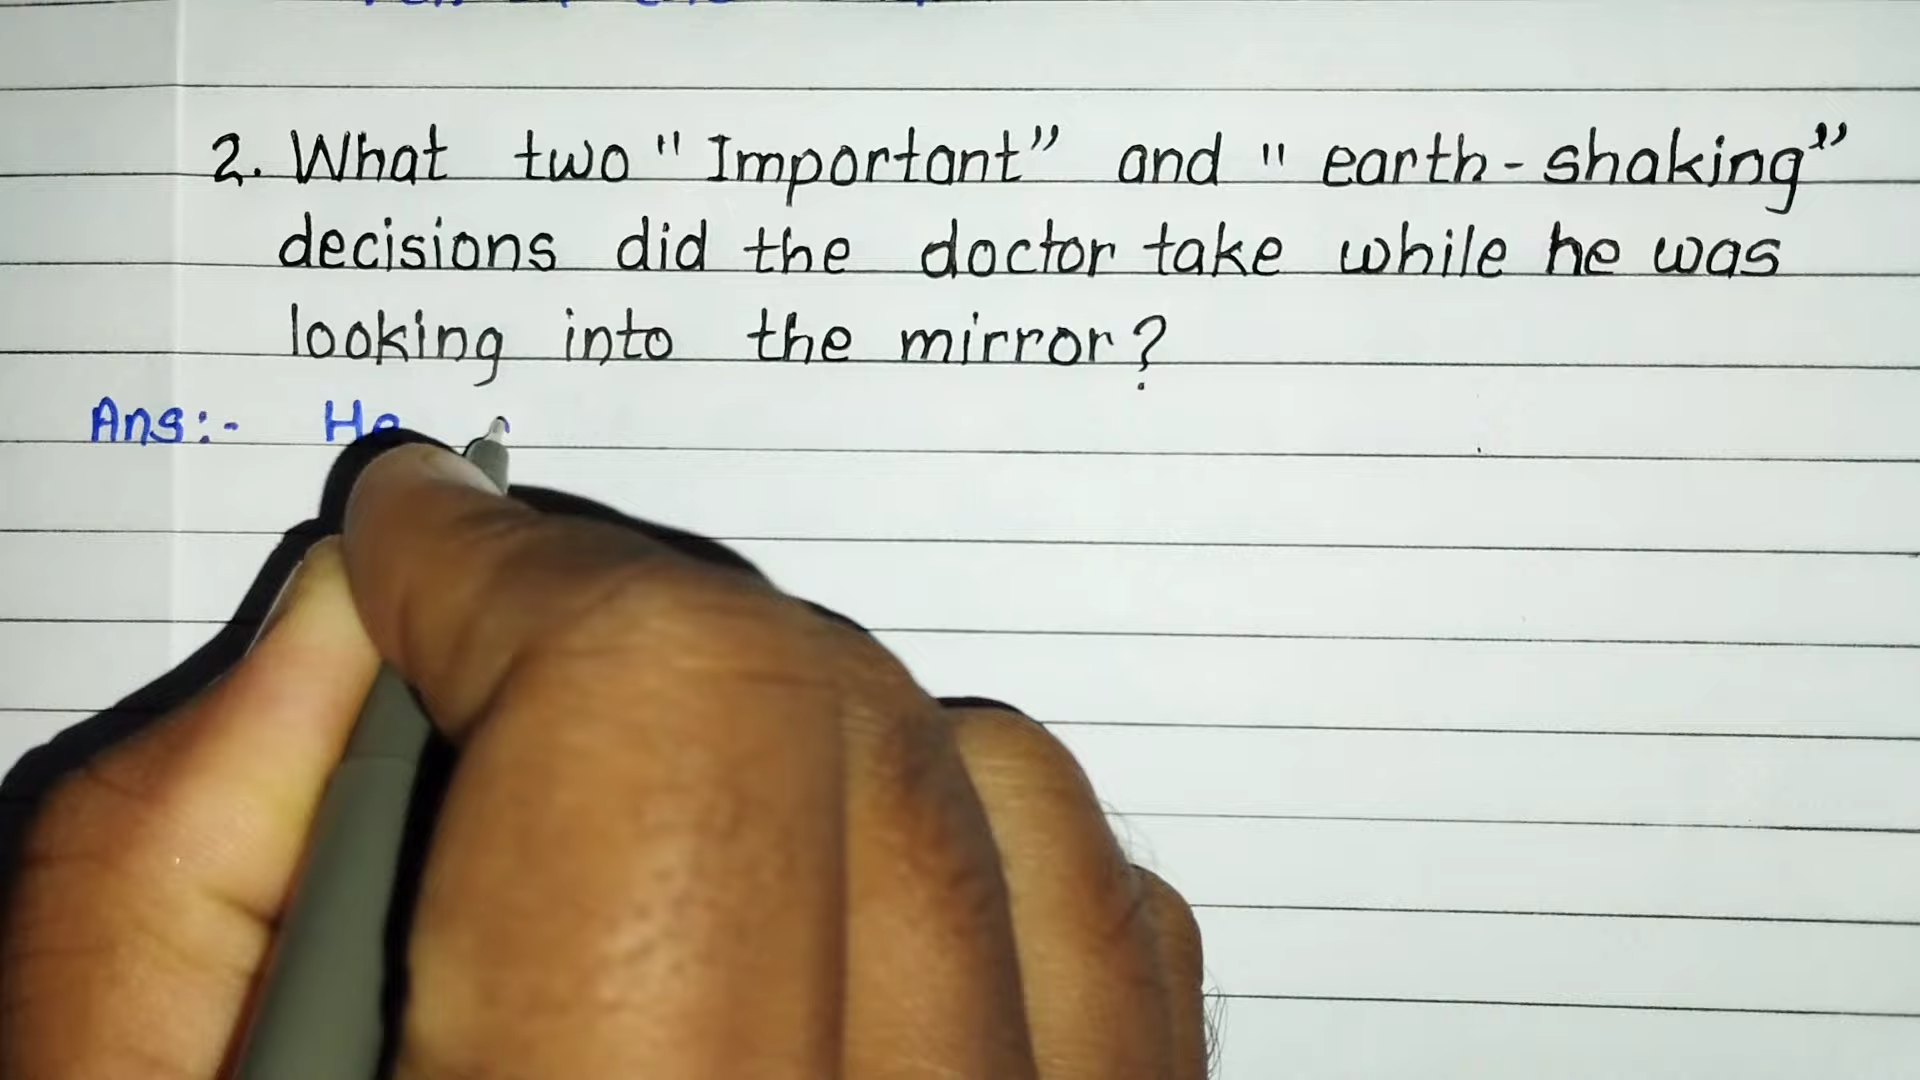 2. What two "Important" and "earth-shaking"
decisions did the doctor take while he was
looking into the mirror?
Ans:- He